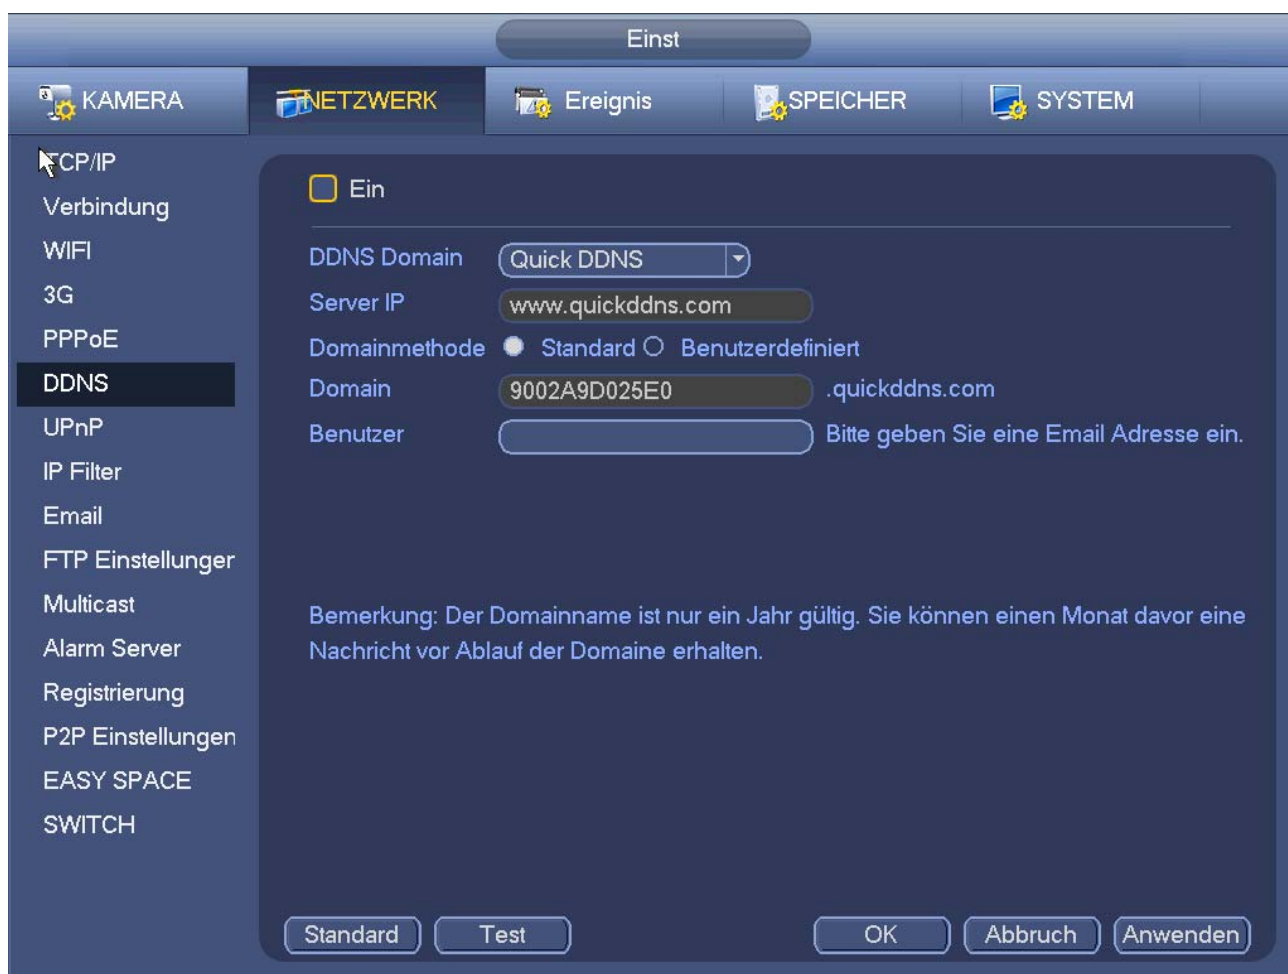 Einst
KAMERA NETZWERK Ereignis SPEICHER SYSTEM
TCP/IP
Verbindung
WIFI
3G
PPPoE
DDNS
UPnP
IP Filter
Email
FTP Einstellunger
Multicast
Alarm Server
Registrierung
P2P Einstellungen
EASY SPACE
SWITCH
Ein
DDNS Domain Quick DDNS
Server IP www.quickddns.com
Domainmethode Standard Benutzerdefiniert
Domain 9002A9D025E0 .quickddns.com
Benutzer Bitte geben Sie eine Email Adresse ein.
Bemerkung: Der Domainname ist nur ein Jahr gültig. Sie können einen Monat davor eine
Nachricht vor Ablauf der Domaine erhalten.
Standard Test OK Abbruch Anwenden